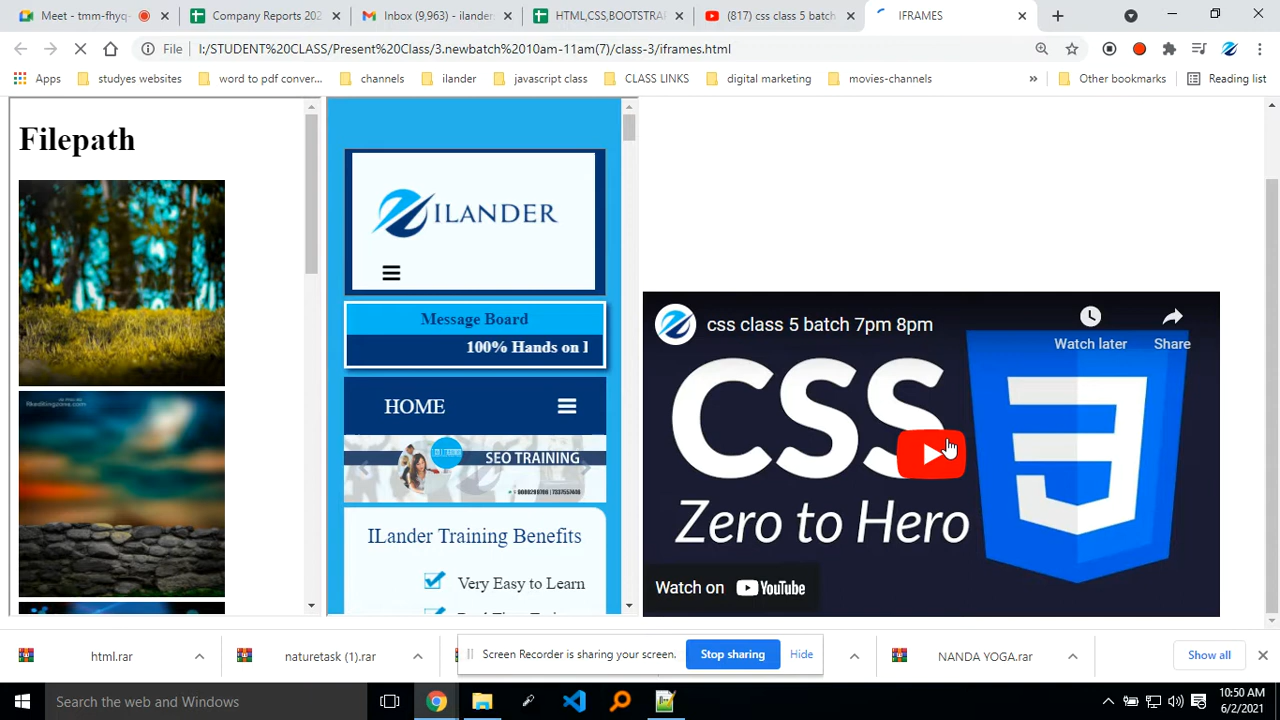 Meet - tmm-fhyq-
Company Reports 202
Inbox (9,963) - ilander
HTML,CSS,BOOTSTRAP
(817) css class 5 batch
IFRAMES
File
I:/STUDENT%20CLASS/Present%20Class/3.newbatch%2010am-11am(7)/class-3/iframes.html
Apps
studyes websites
word to pdf conver...
channels
ilander
javascript class
CLASS LINKS
digital marketing
movies-channels
»
Other bookmarks
Reading list
Filepath
ILANDER
Message Board
100% Hands on
HOME
SEO TRAINING
ILander Training Benefits
Very Easy to Learn
css class 5 batch 7pm 8pm
Watch later
Share
CSS
Zero to Hero
Watch on YouTube
html.rar
naturetask (1).rar
Screen Recorder is sharing your screen.
Stop sharing
Hide
NANDA YOGA.rar
Show all
Search the web and Windows
10:50 AM
6/2/2021